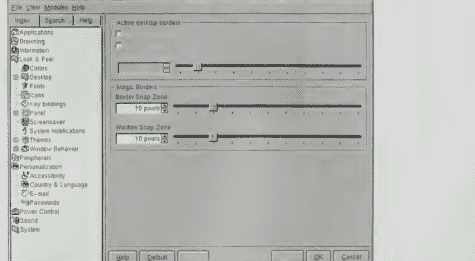 File View Modules Help
Index Search Help
Applications
Browsing
Information
Look & Feel
Colors
Desktop
Fonts
Icons
Key bindings
Panel
Screensaver
System Notifications
Themes
Window Behavior
Peripherals
Personalization
Accessibility
Country & Language
E-mail
Passwords
Power Control
Sound
System
Active desktop borders
Magic Borders
Border Snap Zone
15 pixels
Window Snap Zone
10 pixels
Help Default OK Cancel